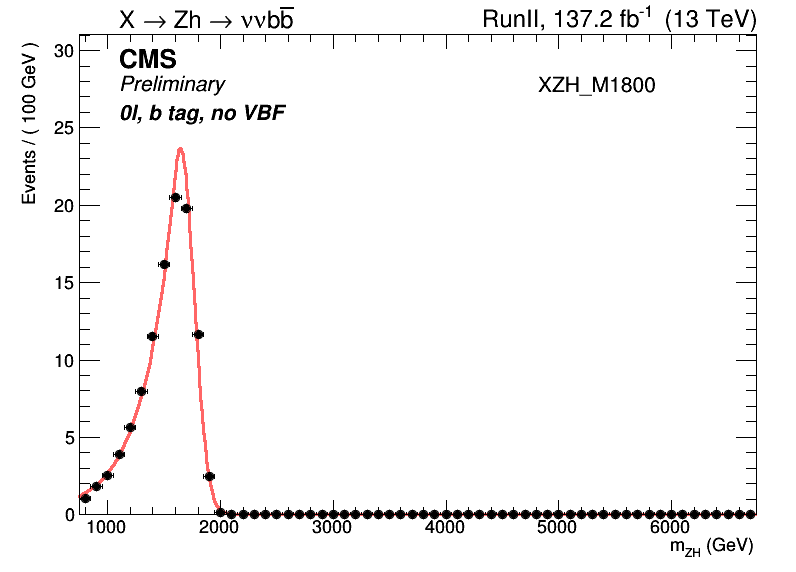 X → Zh → ννbb̅
RunII, 137.2 fb⁻¹ (13 TeV)
CMS
Preliminary
0l, b tag, no VBF
XZH_M1800
Events / ( 100 GeV )
30
25
20
15
10
5
0
1000 2000 3000 4000 5000 6000
m_ZH (GeV)